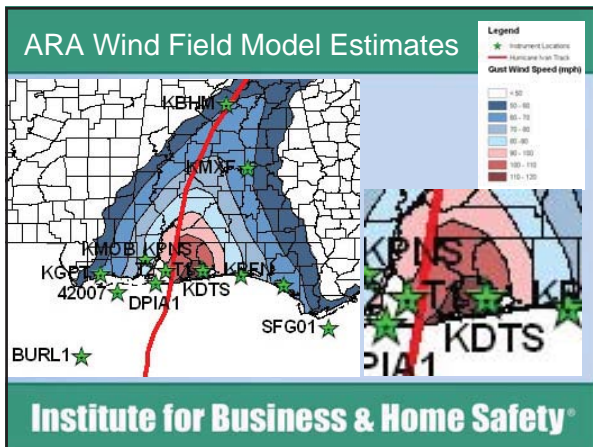 ARA Wind Field Model Estimates
Legend
Instrument Locations
Hurricane Ivan Track
Gust Wind Speed (mph)
< 50
50 - 60
60 - 70
70 - 80
80 - 90
90 - 100
100 - 110
110 - 120
KBHM
KMXF
KMOB KPNS
KGPT
42007
DPIA1
KDTS
KPFN
SFG01
BURL1
KPNS
KDTS
PIA1
Institute for Business & Home Safety®